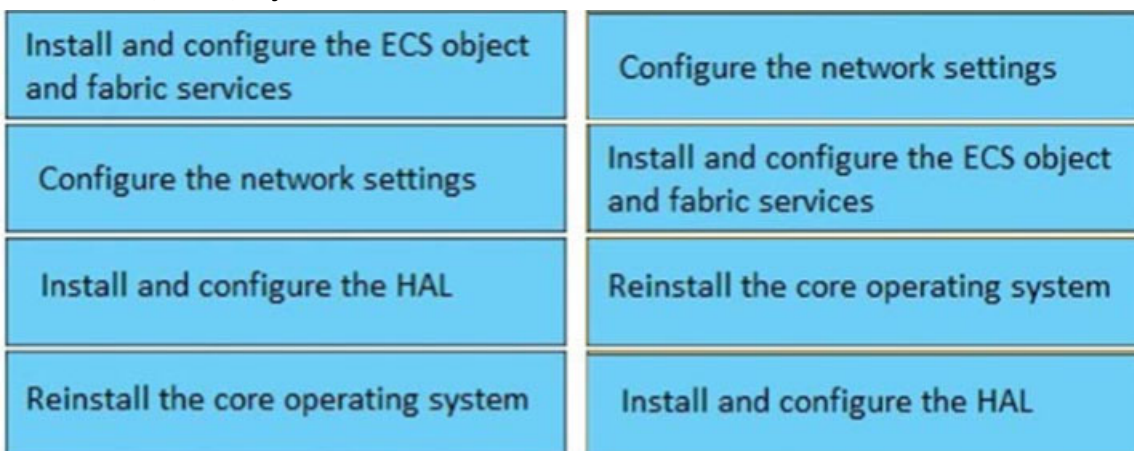 Install and configure the ECS object
and fabric services
Configure the network settings
Install and configure the HAL
Reinstall the core operating system
Configure the network settings
Install and configure the ECS object
and fabric services
Reinstall the core operating system
Install and configure the HAL